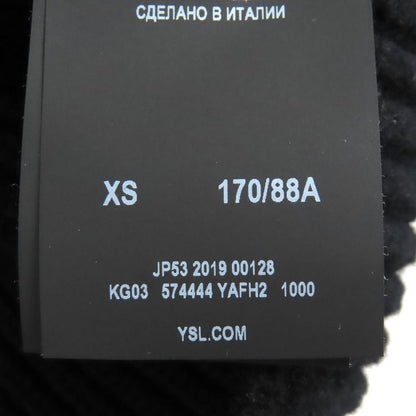 СДЕЛАНО В ИТАЛИИ
XS 170/88A
JP53 2019 00128
KG03 574444 YAFH2 1000
YSL.COM